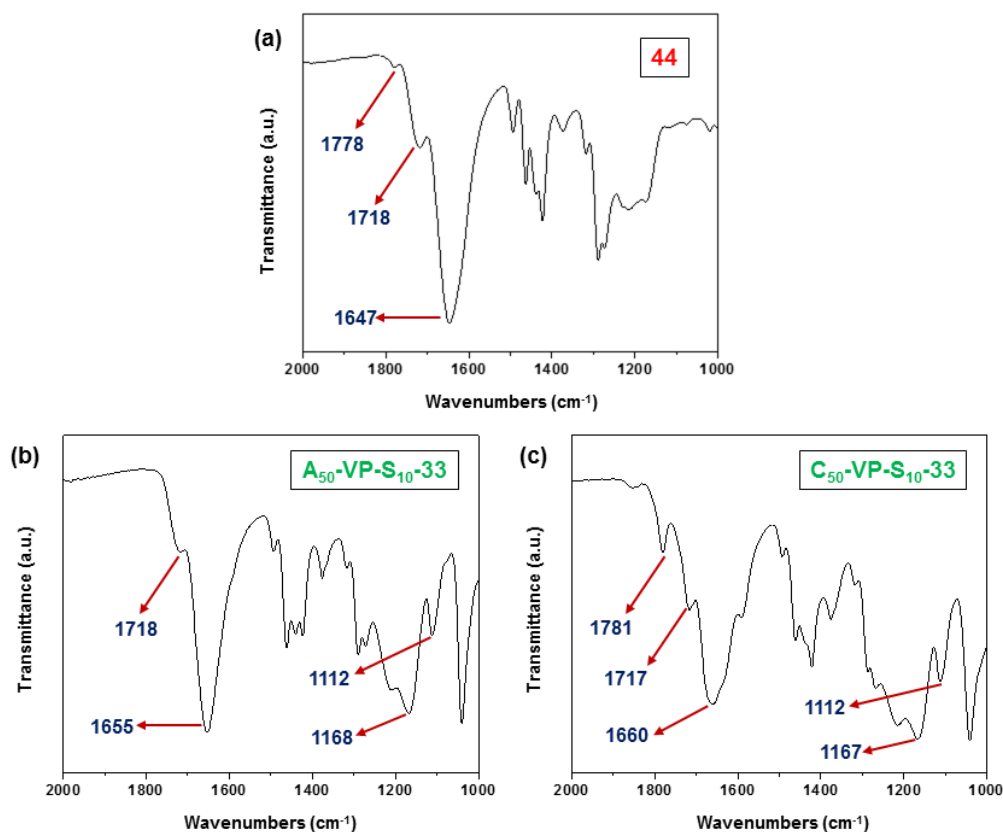 (a)
44
1778
1718
1647
Transmittance (a.u.)
2000 1800 1600 1400 1200 1000
Wavenumbers (cm⁻¹)
(b)
A₅₀-VP-S₁₀-33
1718
1655
1112
1168
Transmittance (a.u.)
2000 1800 1600 1400 1200 1000
Wavenumbers (cm⁻¹)
(c)
C₅₀-VP-S₁₀-33
1781
1717
1660
1112
1167
Transmittance (a.u.)
2000 1800 1600 1400 1200 1000
Wavenumbers (cm⁻¹)